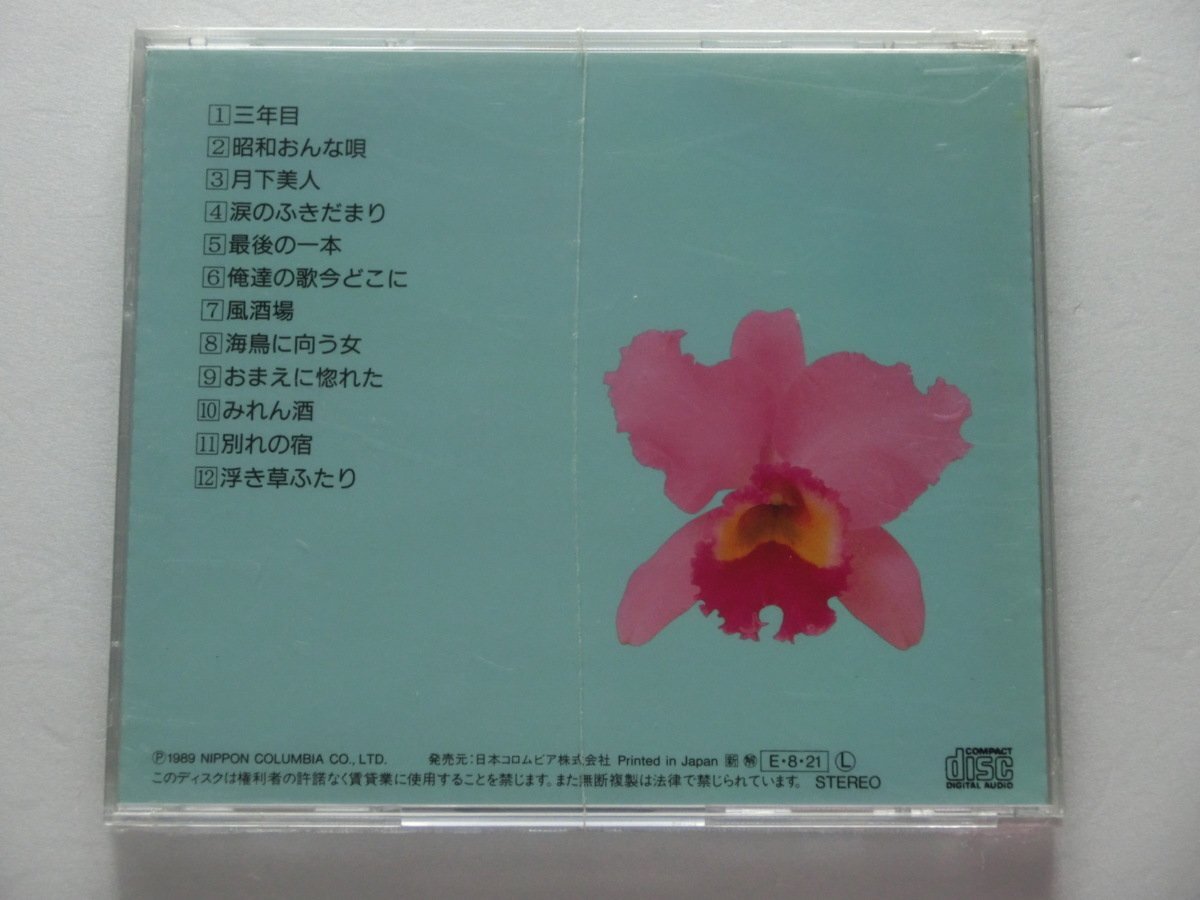 1 三年目
2 昭和おんな唄
3 月下美人
4 涙のふきだまり
5 最後の一本
6 俺達の歌今どこに
7 風酒場
8 海鳥に向う女
9 おまえに惚れた
10 みれん酒
11 別れの宿
12 浮き草ふたり
Ⓟ1989 NIPPON COLUMBIA CO., LTD. 発売元:日本コロムビア株式会社 Printed in Japan E・8・21 Ⓛ
このディスクは権利者の許諾なく賃貸業に使用することを禁じます。また無断複製は法律で禁じられています。 STEREO
COMPACT
disc
DIGITAL AUDIO